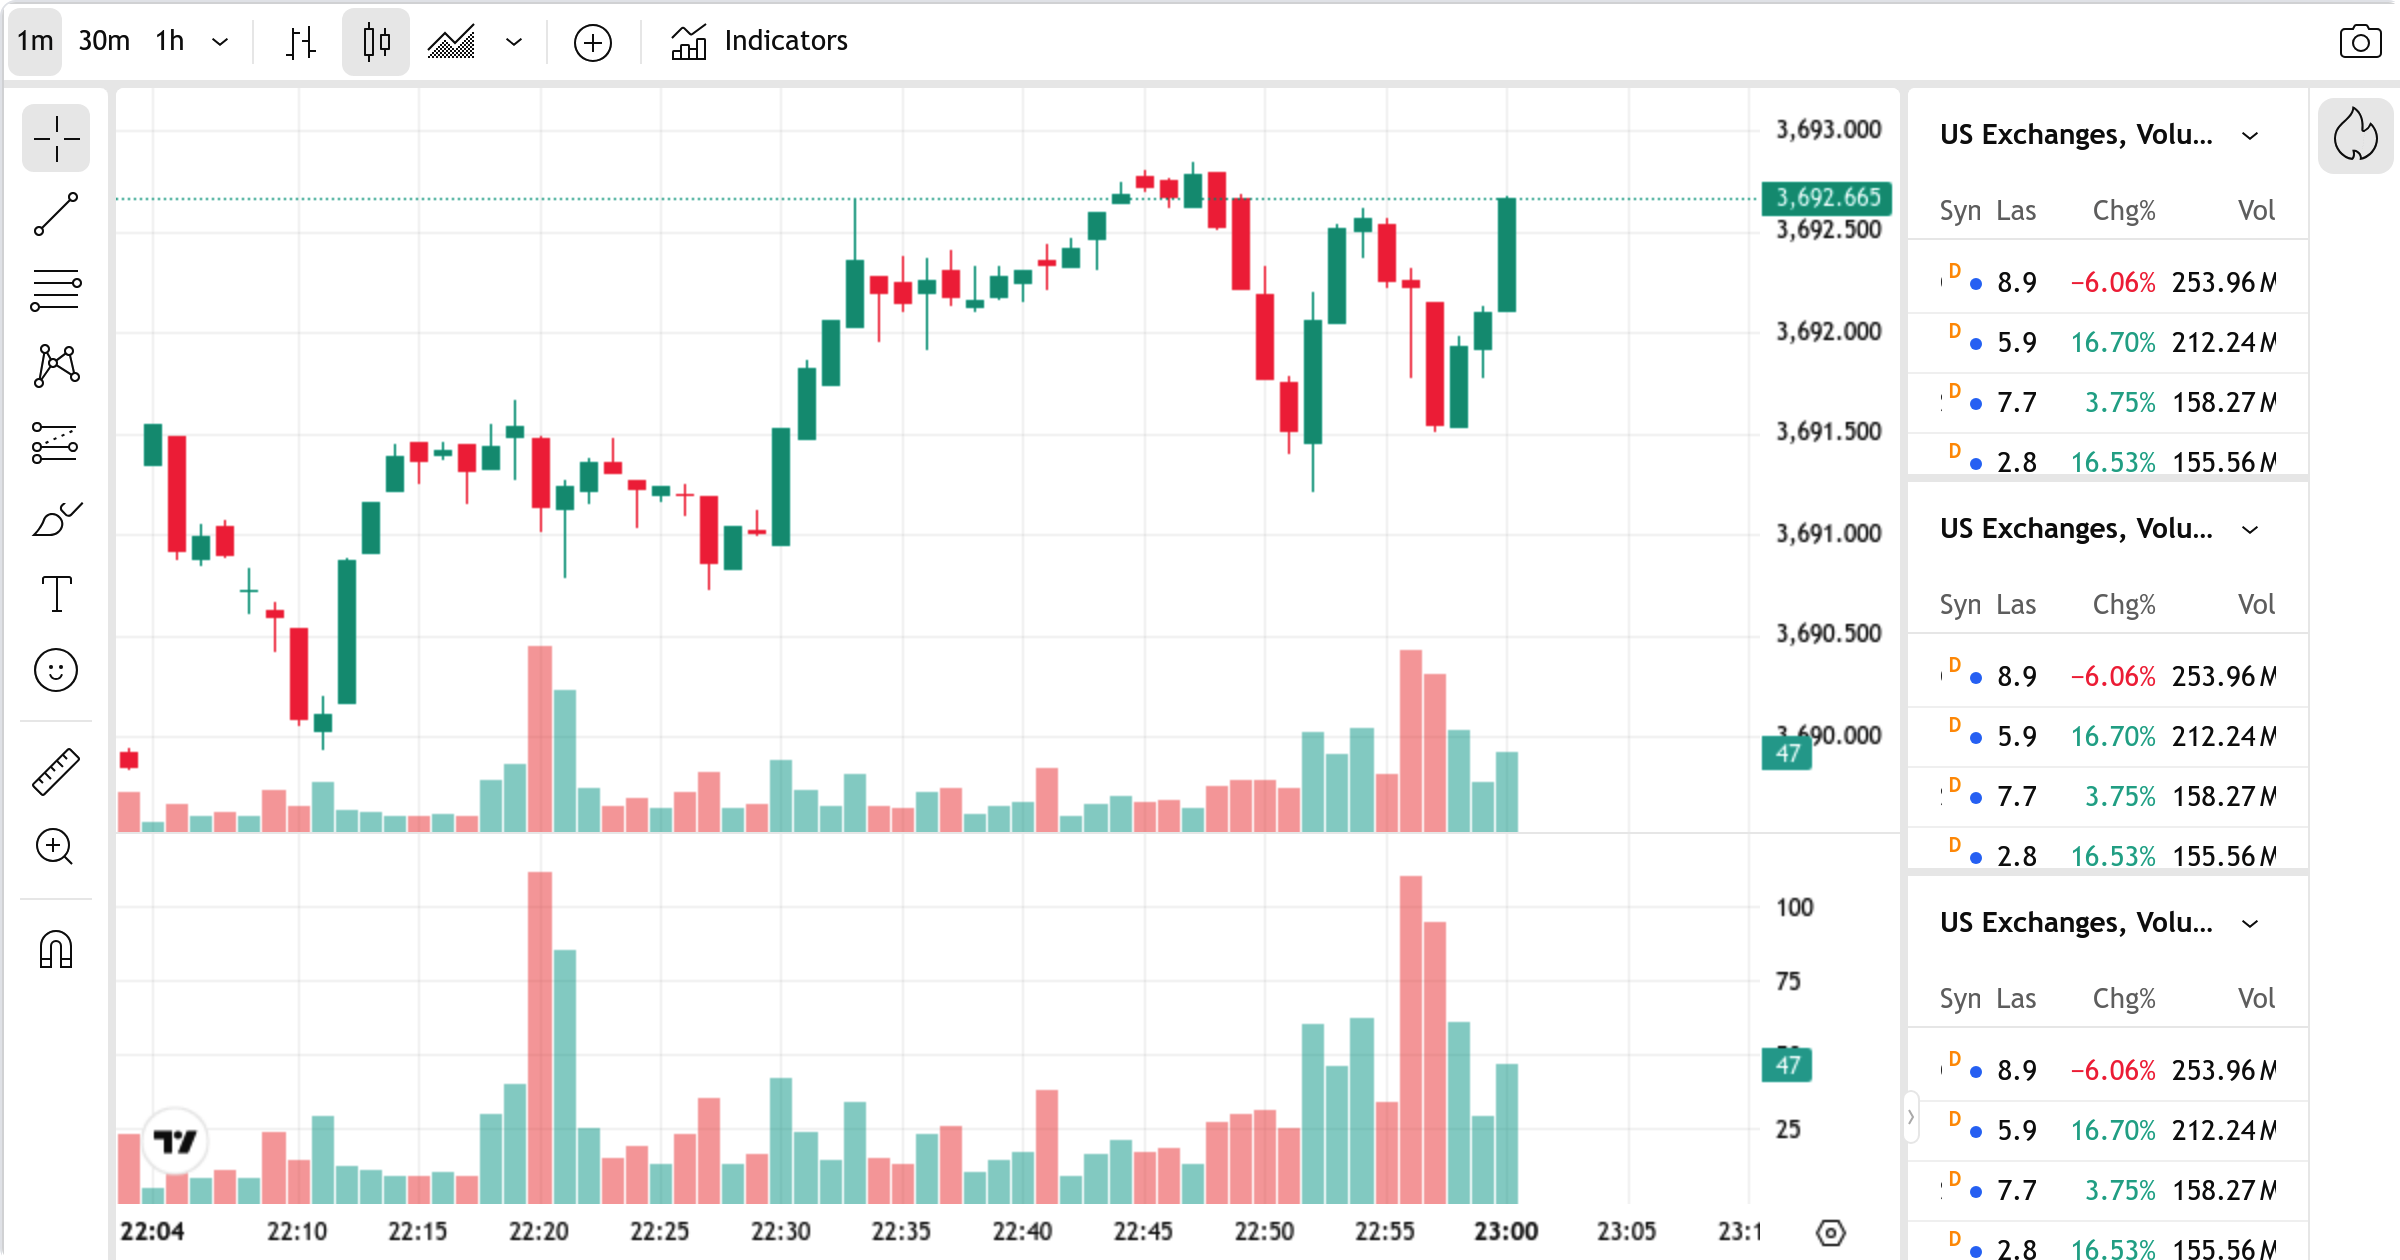 1m 30m 1h Indicators
3,693.000
3,692.665
3,692.500
3,692.000
3,691.500
3,691.000
3,690.500
3,690.000
47
100
75
47
25
22:04 22:10 22:15 22:20 22:25 22:30 22:35 22:40 22:45 22:50 22:55 23:00 23:05 23:1
US Exchanges, Volu...
Syn Las Chg% Vol
D 8.9 −6.06% 253.96 M
D 5.9 16.70% 212.24 M
D 7.7 3.75% 158.27 M
D 2.8 16.53% 155.56 M
US Exchanges, Volu...
Syn Las Chg% Vol
D 8.9 −6.06% 253.96 M
D 5.9 16.70% 212.24 M
D 7.7 3.75% 158.27 M
D 2.8 16.53% 155.56 M
US Exchanges, Volu...
Syn Las Chg% Vol
D 8.9 −6.06% 253.96 M
D 5.9 16.70% 212.24 M
D 7.7 3.75% 158.27 M
D 2.8 16.53% 155.56 M